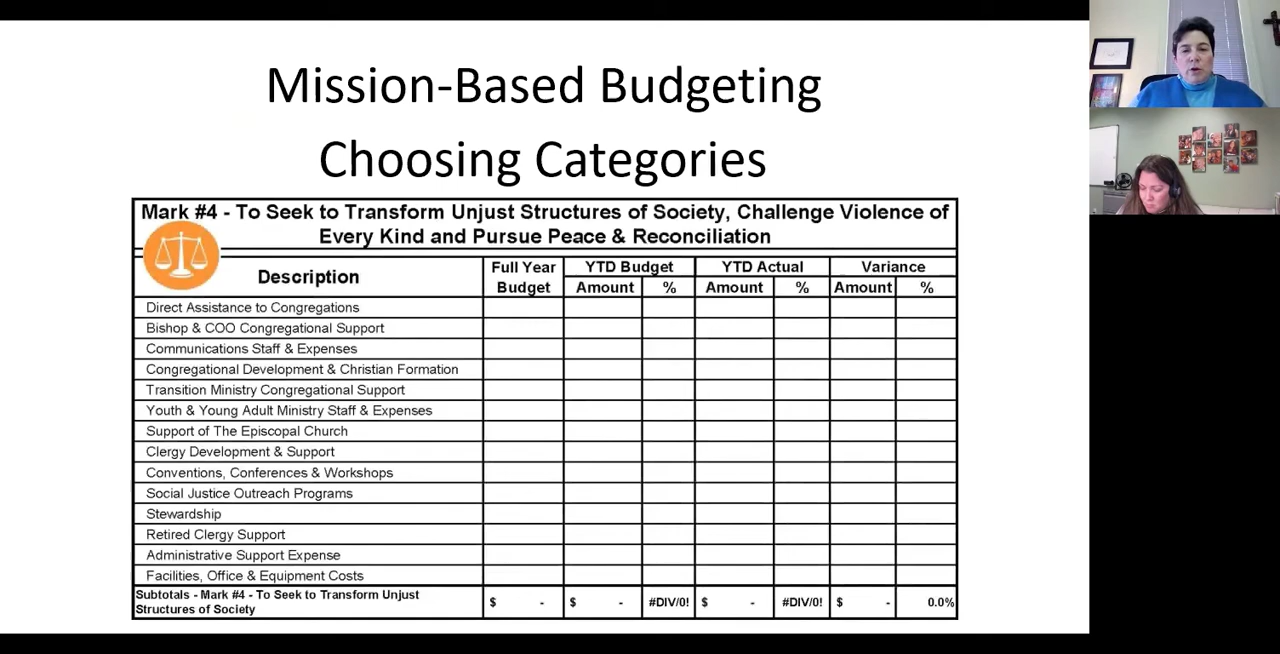 Mission-Based Budgeting
Choosing Categories
Mark #4 - To Seek to Transform Unjust Structures of Society, Challenge Violence of
Every Kind and Pursue Peace & Reconciliation
Description
Full Year
Budget
YTD Budget
YTD Actual
Variance
Amount % Amount % Amount %
Direct Assistance to Congregations
Bishop & COO Congregational Support
Communications Staff & Expenses
Congregational Development & Christian Formation
Transition Ministry Congregational Support
Youth & Young Adult Ministry Staff & Expenses
Support of The Episcopal Church
Clergy Development & Support
Conventions, Conferences & Workshops
Social Justice Outreach Programs
Stewardship
Retired Clergy Support
Administrative Support Expense
Facilities, Office & Equipment Costs
Subtotals - Mark #4 - To Seek to Transform Unjust
Structures of Society
$ - $ - #DIV/0! $ - #DIV/0! $ - 0.0%